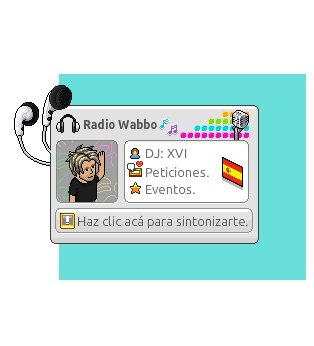 Radio Wabbo
DJ: XVI
Peticiones.
Eventos.
Haz clic acá para sintonizarte.